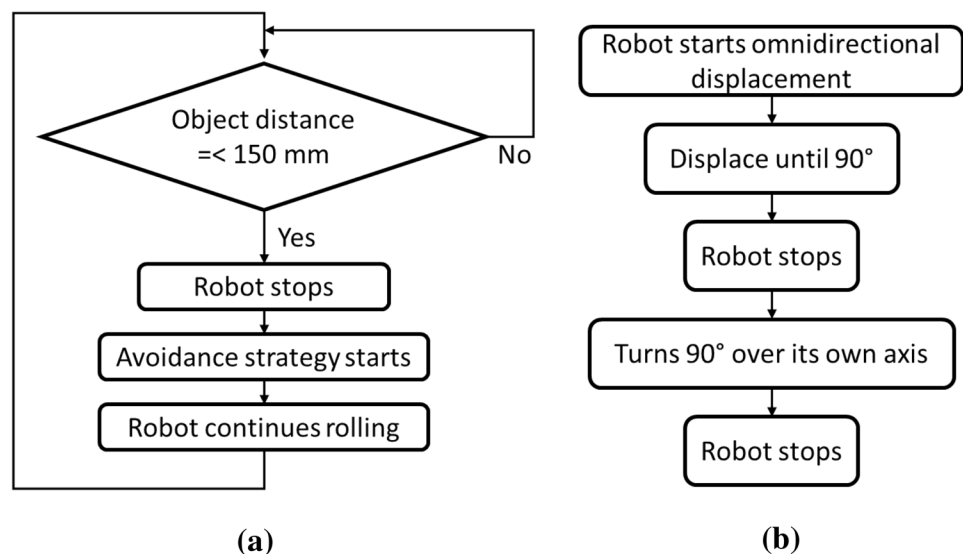 Object distance
=< 150 mm
No
Yes
Robot stops
Avoidance strategy starts
Robot continues rolling
(a)
Robot starts omnidirectional
displacement
Displace until 90°
Robot stops
Turns 90° over its own axis
Robot stops
(b)